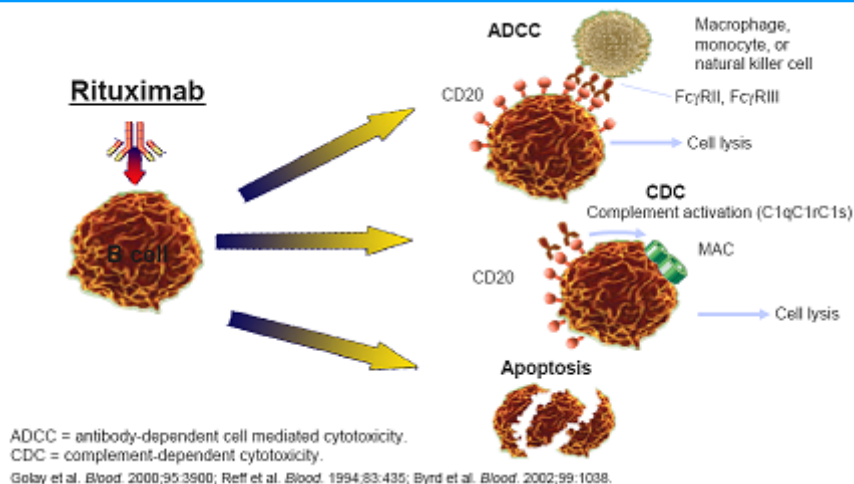 Rituximab
B cell
ADCC
Macrophage,
monocyte, or
natural killer cell
CD20
FcγRII, FcγRIII
Cell lysis
CDC
Complement activation (C1qC1rC1s)
MAC
CD20
Cell lysis
Apoptosis
ADCC = antibody-dependent cell mediated cytotoxicity.
CDC = complement-dependent cytotoxicity.
Golay et al. Blood. 2000;95:3900; Reff et al. Blood. 1994;83:435; Byrd et al. Blood. 2002;99:1038.